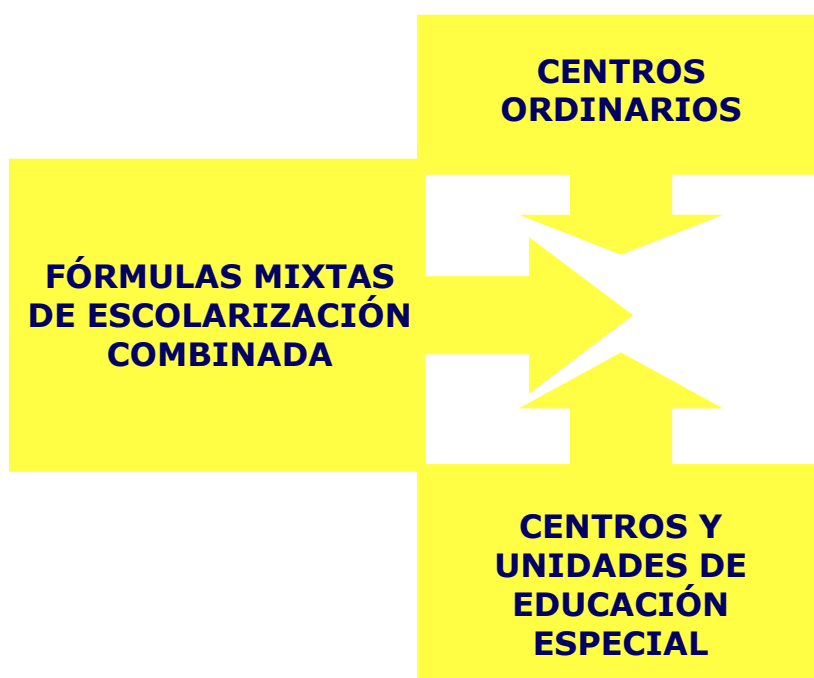 CENTROS
ORDINARIOS
FÓRMULAS MIXTAS
DE ESCOLARIZACIÓN
COMBINADA
CENTROS Y
UNIDADES DE
EDUCACIÓN
ESPECIAL